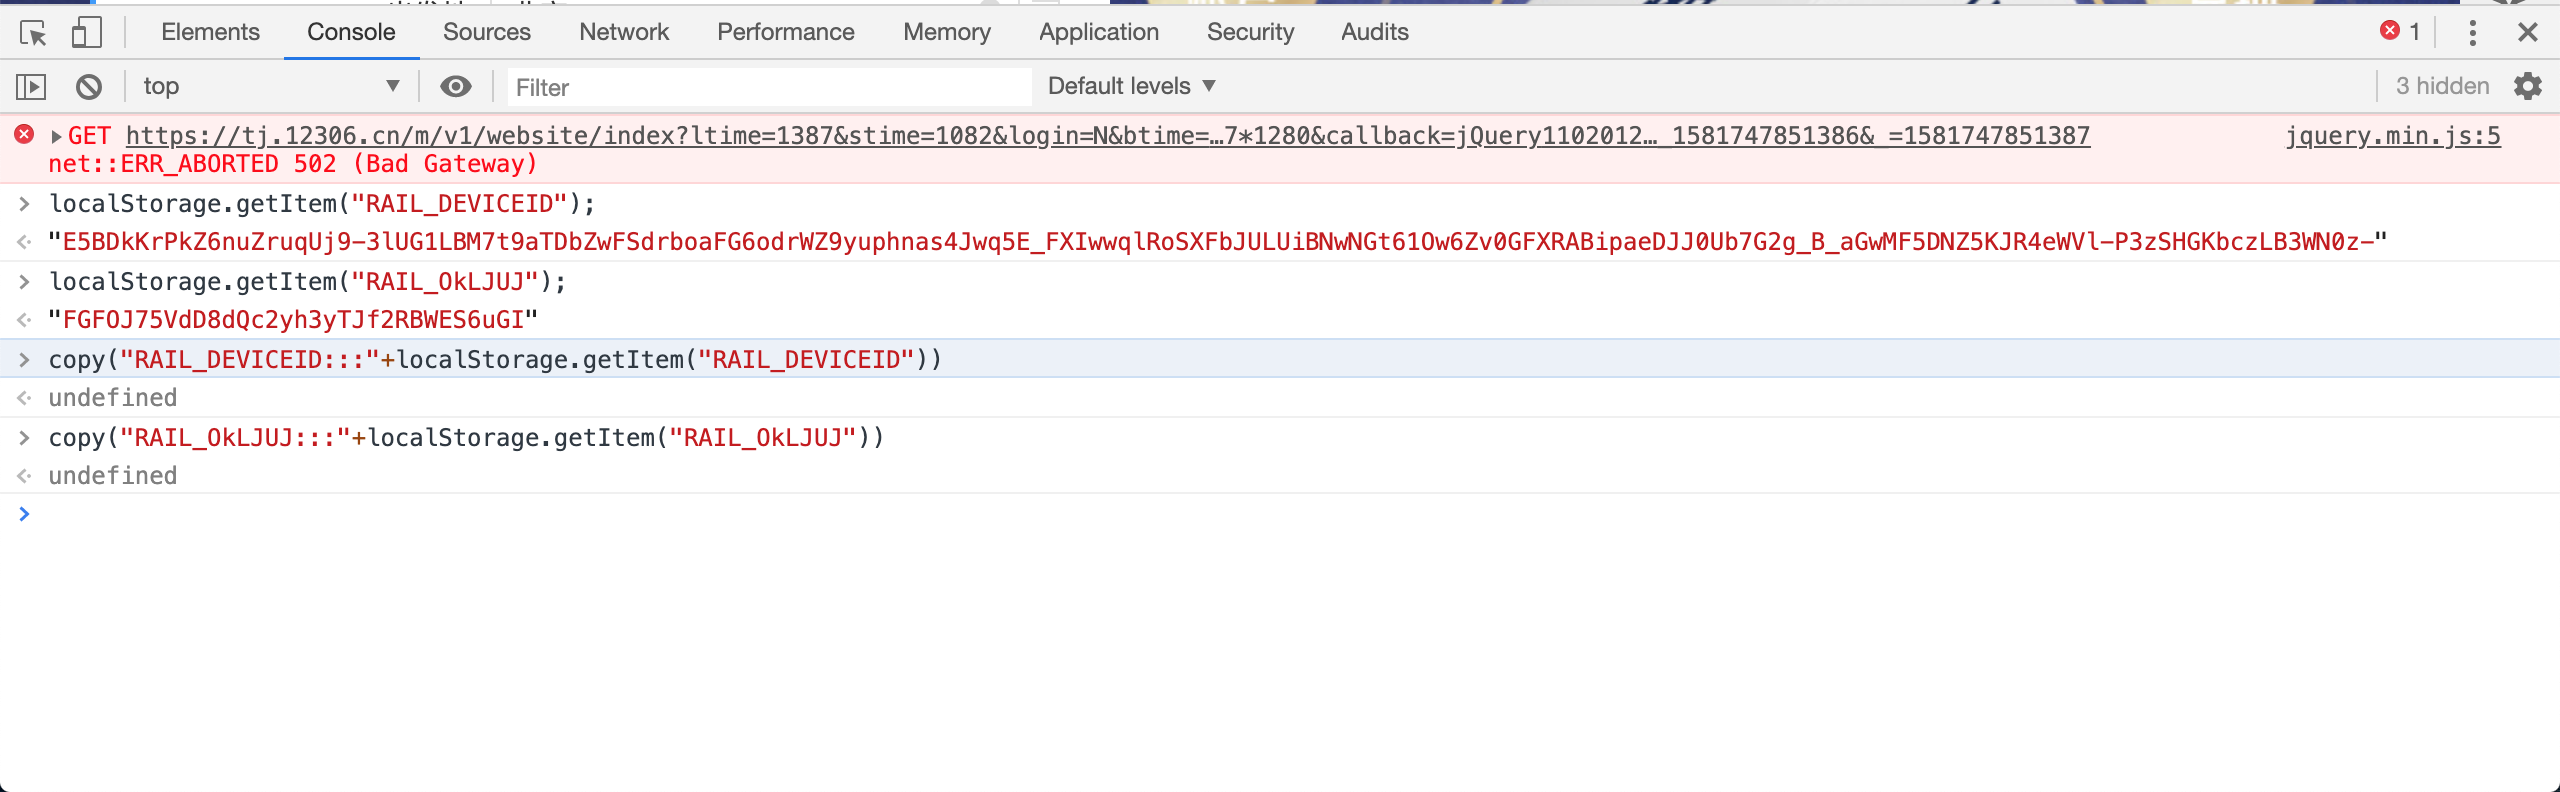 Elements Console Sources Network Performance Memory Application Security Audits 1
top Filter Default levels 3 hidden
GET https://tj.12306.cn/m/v1/website/index?ltime=1387&stime=1082&login=N&btime=…7*1280&callback=jQuery1102012…_1581747851386&_=1581747851387 jquery.min.js:5
net::ERR_ABORTED 502 (Bad Gateway)
> localStorage.getItem("RAIL_DEVICEID");
"E5BDkKrPkZ6nuZruqUj9-3lUG1LBM7t9aTDbZwFSdrboaFG6odrWZ9yuphnas4Jwq5E_FXIwwqlRoSXFbJULUiBNwNGt61Ow6Zv0GFXRABipaeDJJ0Ub7G2g_B_aGwMF5DNZ5KJR4eWVl-P3zSHGKbczLB3WN0z-"
> localStorage.getItem("RAIL_OkLJUJ");
"FGFOJ75VdD8dQc2yh3yTJf2RBWES6uGI"
> copy("RAIL_DEVICEID:::"+localStorage.getItem("RAIL_DEVICEID"))
undefined
> copy("RAIL_OkLJUJ:::"+localStorage.getItem("RAIL_OkLJUJ"))
undefined
>